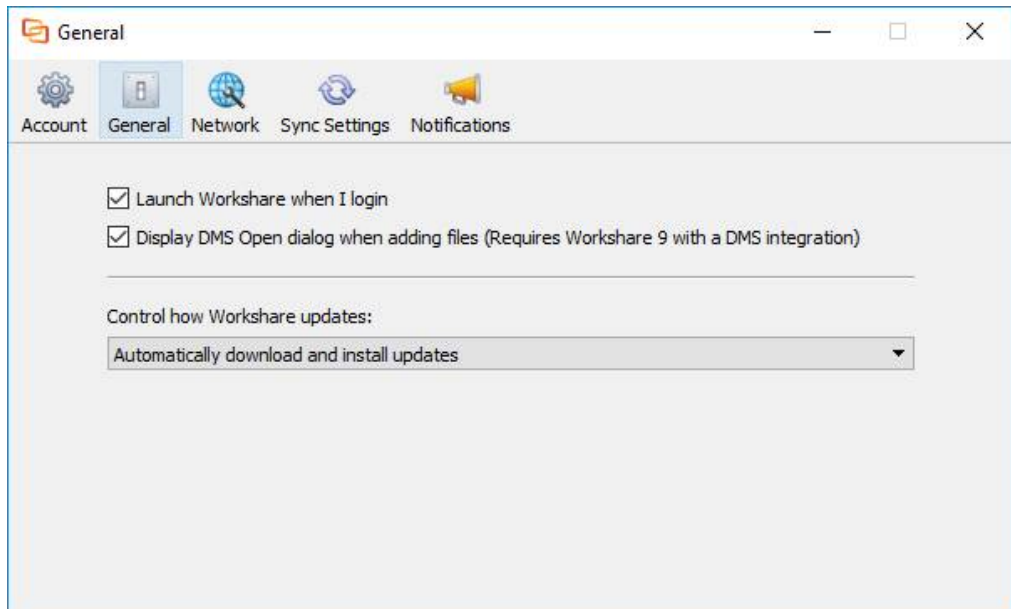 General
Account General Network Sync Settings Notifications
Launch Workshare when I login
Display DMS Open dialog when adding files (Requires Workshare 9 with a DMS integration)
Control how Workshare updates:
Automatically download and install updates